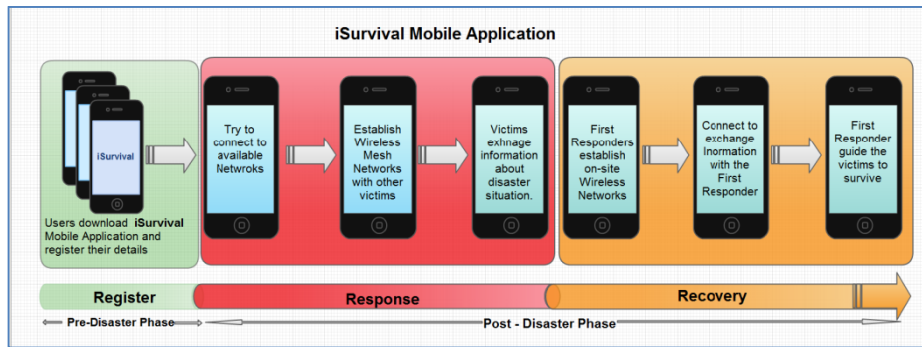 iSurvival Mobile Application
iSurvival
Users download iSurvival
Mobile Application and
register their details
Try to
connect to
available
Netwroks
Establish
Wireless
Mesh
Networks
with other
victims
Victims
exhnage
information
about
disaster
situation.
First
Responders
establish
on-site
Wireless
Networks
Connect to
exchange
Inormation
with the
First
Responder
First
Responder
guide the
victims to
survive
Register
Response
Recovery
Pre-Disaster Phase
Post - Disaster Phase